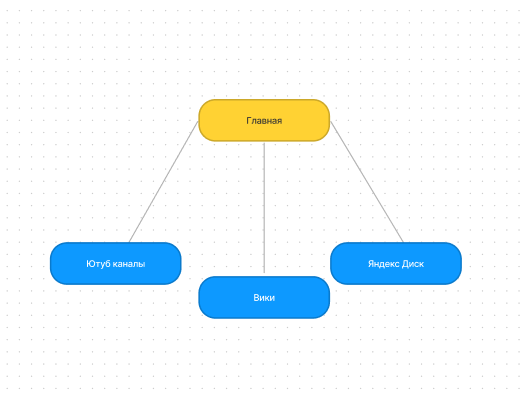 Главная
Ютуб каналы
Яндекс Диск
Вики